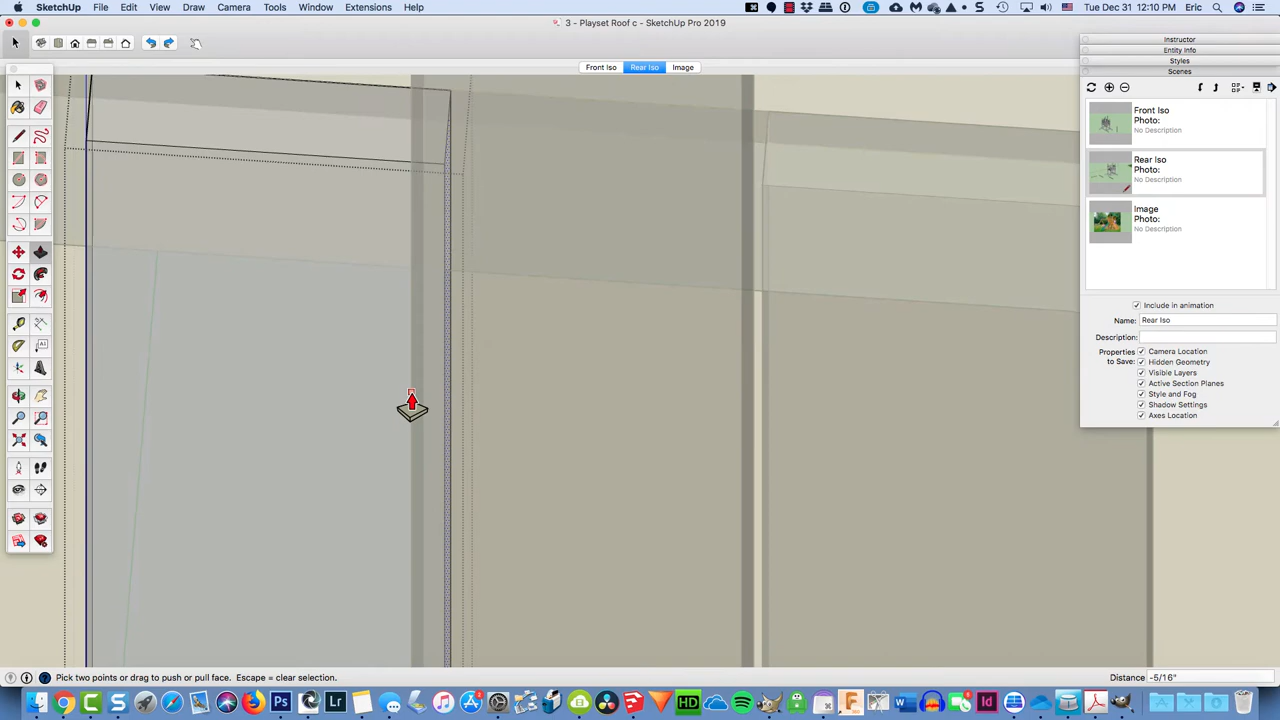 SketchUp File Edit View Draw Camera Tools Window Extensions Help
Tue Dec 31 12:10 PM Eric
3 - Playset Roof c - SketchUp Pro 2019
Front Iso Rear Iso Image
Instructor
Entity Info
Styles
Scenes
Front Iso
Photo:
No Description
Rear Iso
Photo:
No Description
Image
Photo:
No Description
Include in animation
Name: Rear Iso
Description:
Properties to Save:
Camera Location
Hidden Geometry
Visible Layers
Active Section Planes
Style and Fog
Shadow Settings
Axes Location
Pick two points or drag to push or pull face. Escape = clear selection.
Distance -5/16"
Ps
Lr
HD
Id